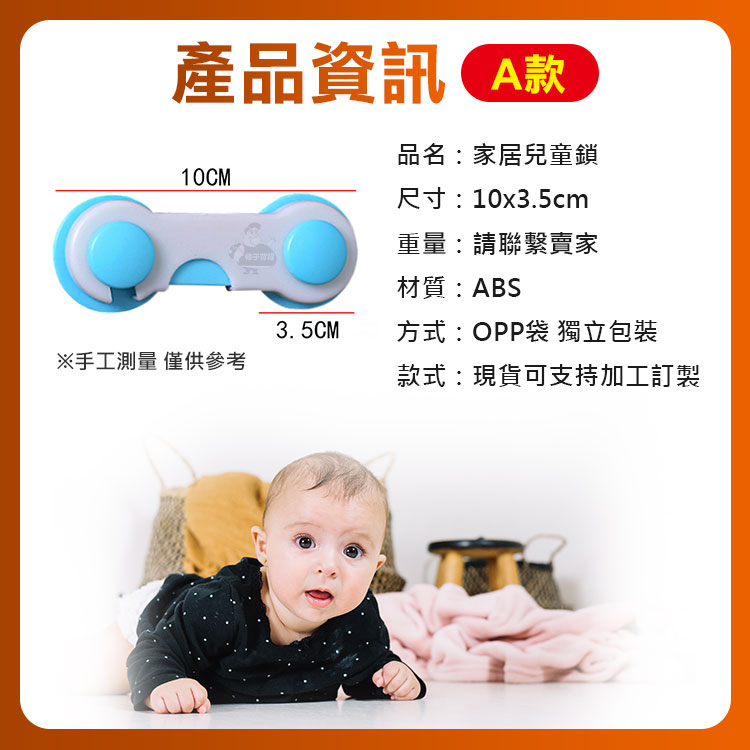 產品資訊 A款
品名：家居兒童鎖
尺寸：10x3.5cm
重量：請聯繫賣家
材質：ABS
方式：OPP袋 獨立包裝
款式：現貨可支持加工訂製
10CM
3.5CM
※手工測量 僅供參考